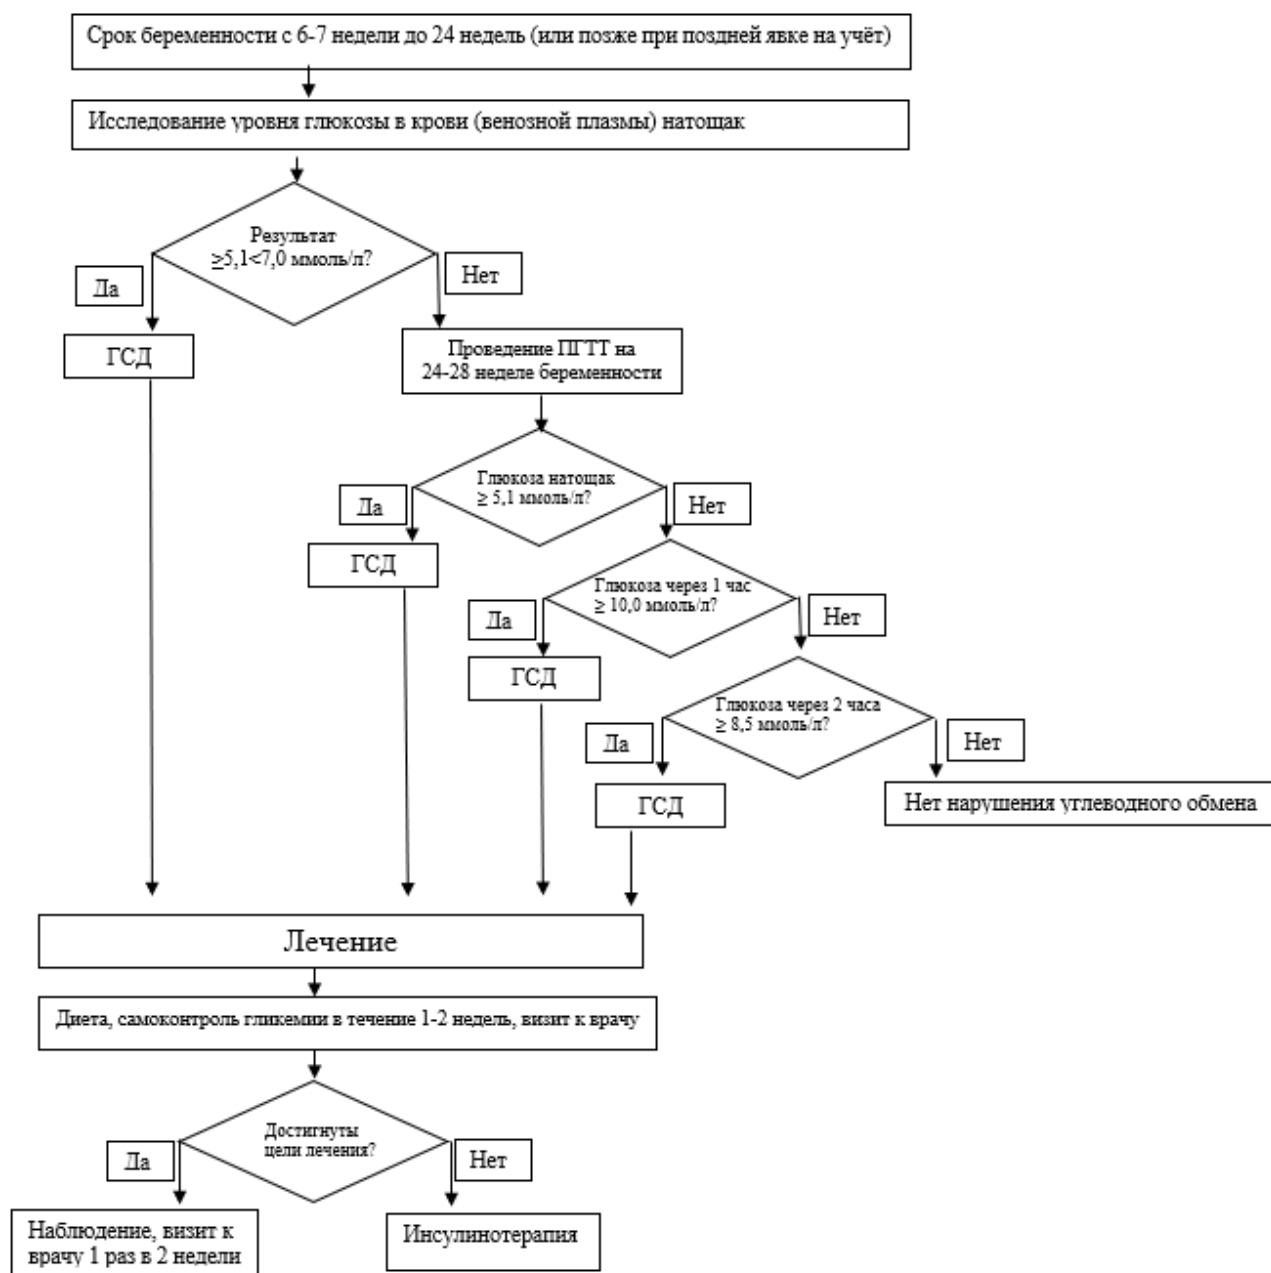 Срок беременности с 6-7 недели до 24 недель (или позже при поздней явке на учёт)
Исследование уровня глюкозы в крови (венозной плазмы) натощак
Результат
≥5,1<7,0 ммоль/л?
Да
Нет
ГСД
Проведение ПГТТ на
24-28 неделе беременности
Глюкоза натощак
≥ 5,1 ммоль/л?
Да
Нет
ГСД
Глюкоза через 1 час
≥ 10,0 ммоль/л?
Да
Нет
ГСД
Глюкоза через 2 часа
≥ 8,5 ммоль/л?
Да
Нет
ГСД
Нет нарушения углеводного обмена
Лечение
Диета, самоконтроль гликемии в течение 1-2 недель, визит к врачу
Достигнуты
цели лечения?
Да
Нет
Наблюдение, визит к
врачу 1 раз в 2 недели
Инсулинотерапия